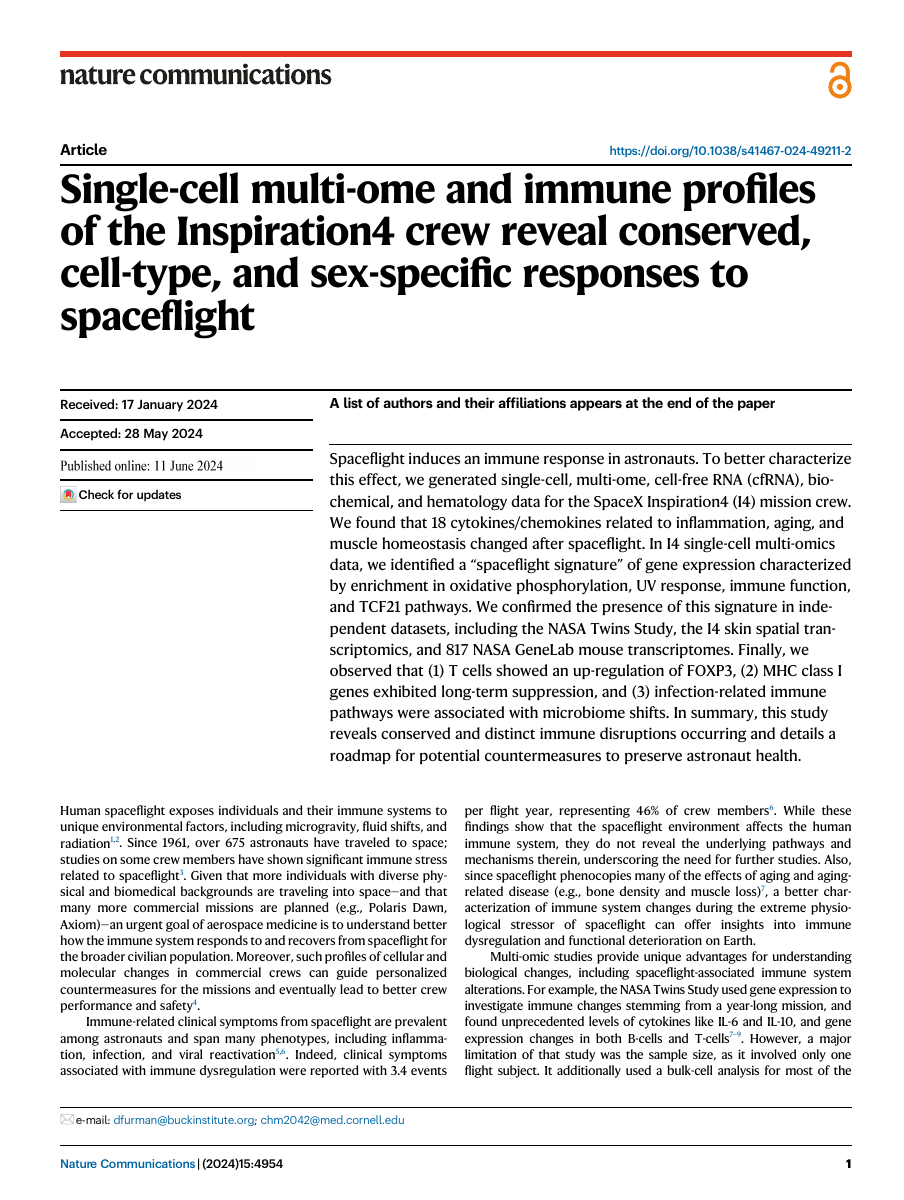 nature communications
Article
https://doi.org/10.1038/s41467-024-49211-2
Single-cell multi-ome and immune profiles
of the Inspiration4 crew reveal conserved,
cell-type, and sex-specific responses to
spaceflight
Received: 17 January 2024
Accepted: 28 May 2024
Published online: 11 June 2024
Check for updates
A list of authors and their affiliations appears at the end of the paper
Spaceflight induces an immune response in astronauts. To better characterize
this effect, we generated single-cell, multi-ome, cell-free RNA (cfRNA), bio-
chemical, and hematology data for the SpaceX Inspiration4 (I4) mission crew.
We found that 18 cytokines/chemokines related to inflammation, aging, and
muscle homeostasis changed after spaceflight. In I4 single-cell multi-omics
data, we identified a “spaceflight signature” of gene expression characterized
by enrichment in oxidative phosphorylation, UV response, immune function,
and TCF21 pathways. We confirmed the presence of this signature in inde-
pendent datasets, including the NASA Twins Study, the I4 skin spatial tran-
scriptomics, and 817 NASA GeneLab mouse transcriptomes. Finally, we
observed that (1) T cells showed an up-regulation of FOXP3, (2) MHC class I
genes exhibited long-term suppression, and (3) infection-related immune
pathways were associated with microbiome shifts. In summary, this study
reveals conserved and distinct immune disruptions occurring and details a
roadmap for potential countermeasures to preserve astronaut health.
Human spaceflight exposes individuals and their immune systems to
unique environmental factors, including microgravity, fluid shifts, and
radiation1,2. Since 1961, over 675 astronauts have traveled to space;
studies on some crew members have shown significant immune stress
related to spaceflight3. Given that more individuals with diverse phy-
sical and biomedical backgrounds are traveling into space—and that
many more commercial missions are planned (e.g., Polaris Dawn,
Axiom)—an urgent goal of aerospace medicine is to understand better
how the immune system responds to and recovers from spaceflight for
the broader civilian population. Moreover, such profiles of cellular and
molecular changes in commercial crews can guide personalized
countermeasures for the missions and eventually lead to better crew
performance and safety4.
Immune-related clinical symptoms from spaceflight are prevalent
among astronauts and span many phenotypes, including inflamma-
tion, infection, and viral reactivation5,6. Indeed, clinical symptoms
associated with immune dysregulation were reported with 3.4 events
per flight year, representing 46% of crew members6. While these
findings show that the spaceflight environment affects the human
immune system, they do not reveal the underlying pathways and
mechanisms therein, underscoring the need for further studies. Also,
since spaceflight phenocopies many of the effects of aging and aging-
related disease (e.g., bone density and muscle loss)7, a better char-
acterization of immune system changes during the extreme physio-
logical stressor of spaceflight can offer insights into immune
dysregulation and functional deterioration on Earth.
Multi-omic studies provide unique advantages for understanding
biological changes, including spaceflight-associated immune system
alterations. For example, the NASA Twins Study used gene expression to
investigate immune changes stemming from a year-long mission, and
found unprecedented levels of cytokines like IL-6 and IL-10, and gene
expression changes in both B-cells and T-cells7–9. However, a major
limitation of that study was the sample size, as it involved only one
flight subject. It additionally used a bulk-cell analysis for most of the
e-mail: dfurman@buckinstitute.org; chm2042@med.cornell.edu
Nature Communications | (2024)15:4954
1